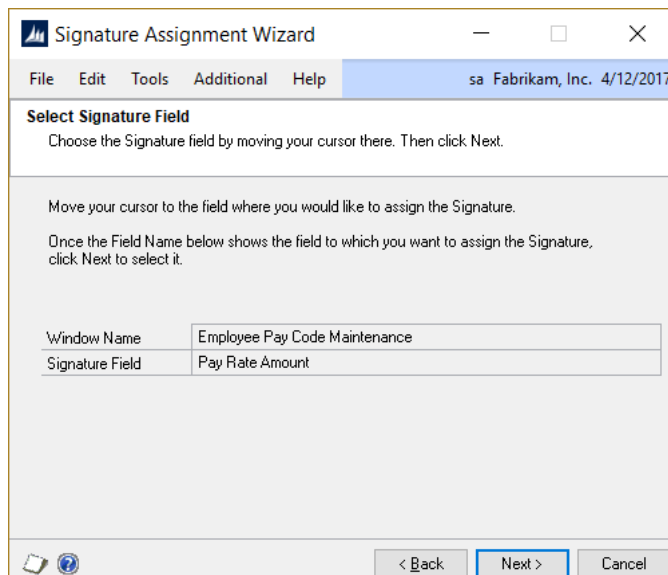 Signature Assignment Wizard
File Edit Tools Additional Help sa Fabrikam, Inc. 4/12/2017
Select Signature Field
Choose the Signature field by moving your cursor there. Then click Next.
Move your cursor to the field where you would like to assign the Signature.
Once the Field Name below shows the field to which you want to assign the Signature,
click Next to select it.
Window Name Employee Pay Code Maintenance
Signature Field Pay Rate Amount
< Back Next > Cancel